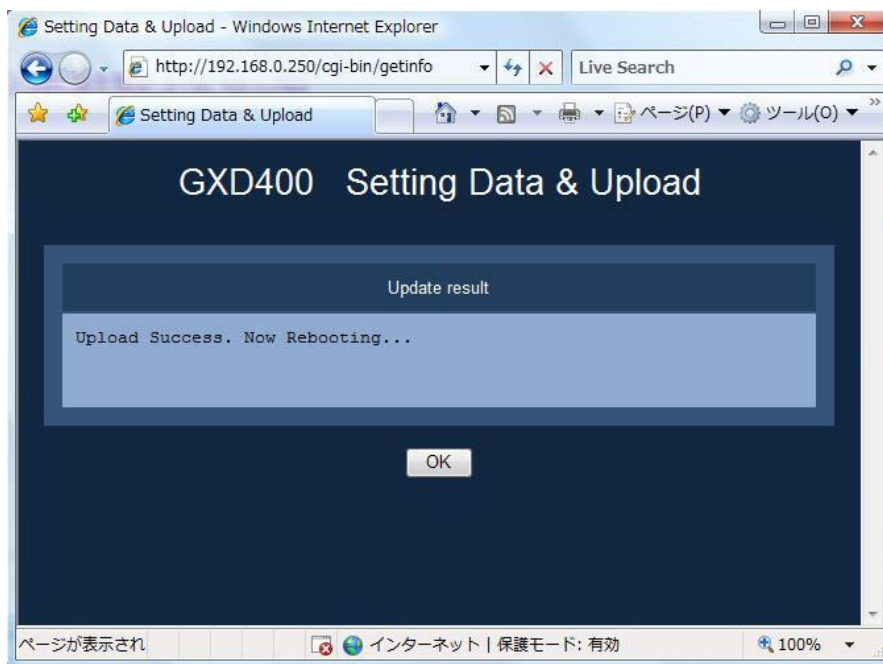 Setting Data & Upload - Windows Internet Explorer
http://192.168.0.250/cgi-bin/getinfo
Live Search
Setting Data & Upload
ページ(P)
ツール(O)
GXD400 Setting Data & Upload
Update result
Upload Success. Now Rebooting...
OK
ページが表示され
インターネット | 保護モード: 有効
100%